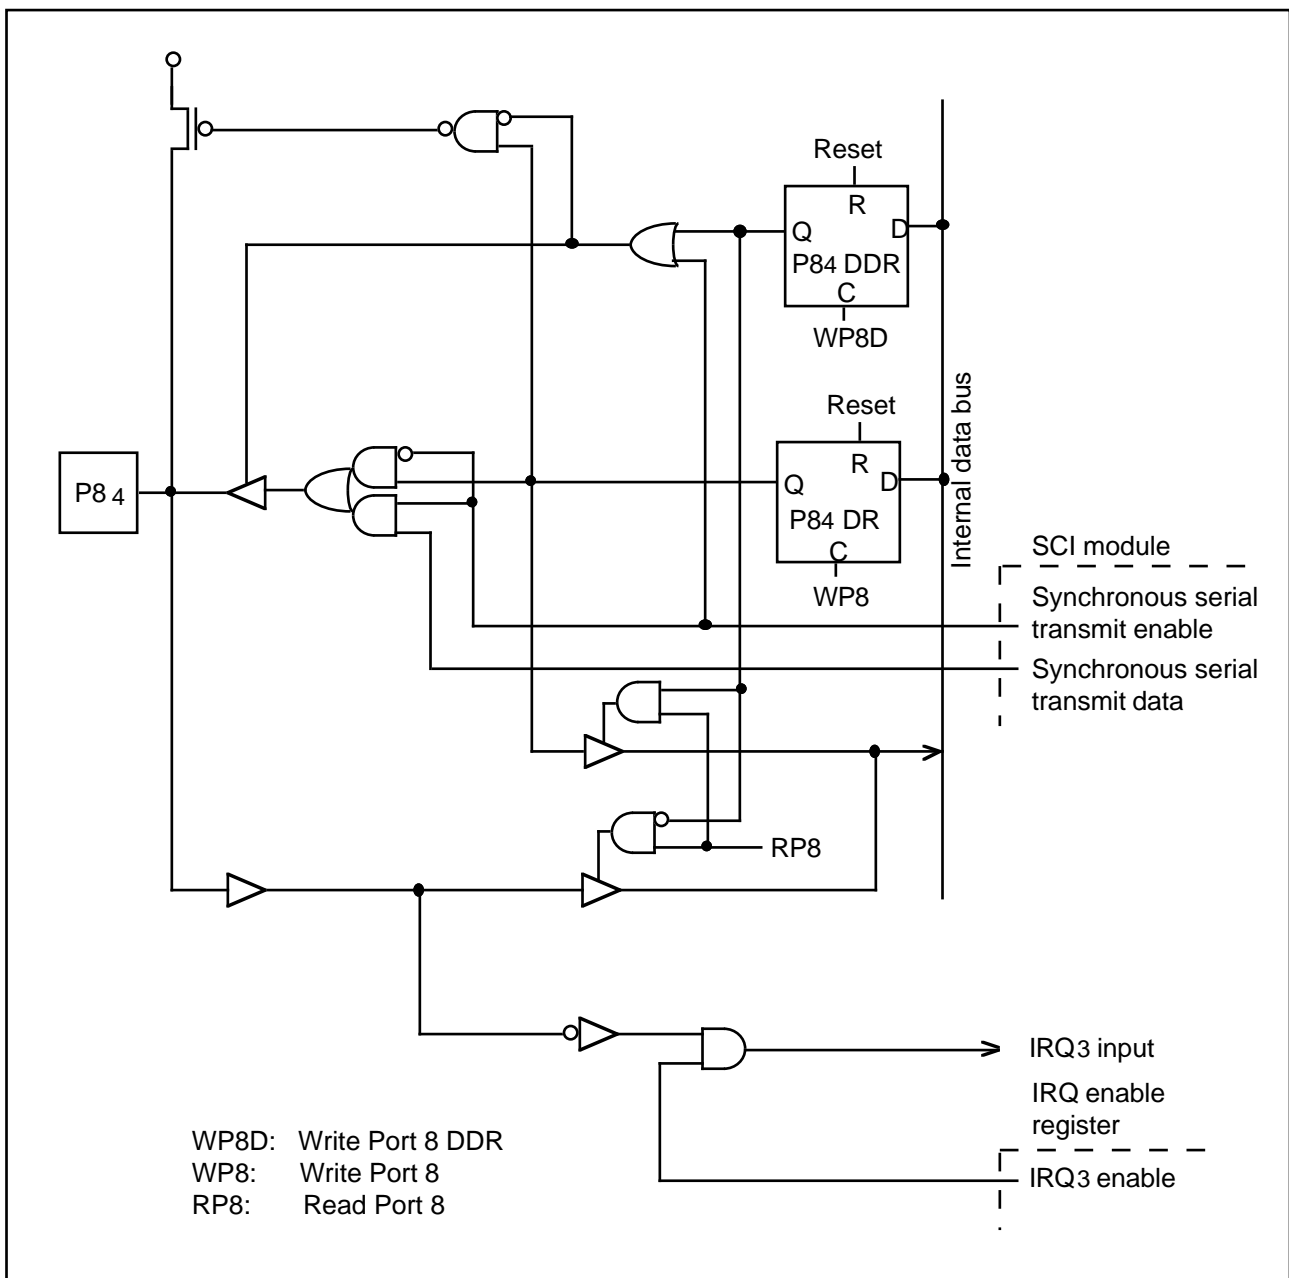 Reset
R
Q
D
P84 DDR
C
WP8D
Internal data bus
Reset
R
Q
D
P84 DR
C
WP8
P8 4
SCI module
Synchronous serial
transmit enable
Synchronous serial
transmit data
RP8
IRQ3 input
IRQ enable
register
IRQ3 enable
WP8D: Write Port 8 DDR
WP8: Write Port 8
RP8: Read Port 8